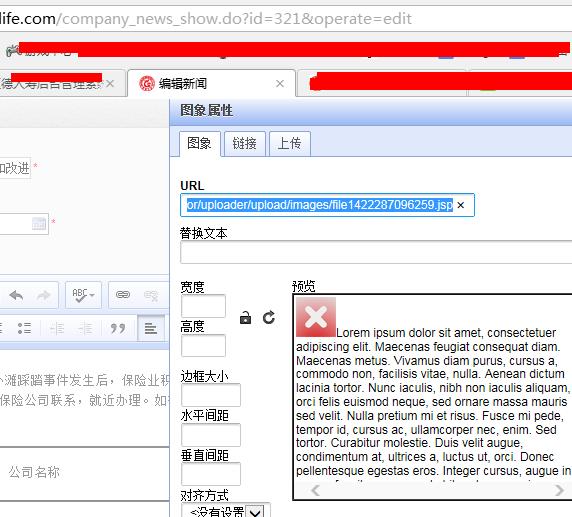 life.com/company_news_show.do?id=321&operate=edit
编辑新闻
图象属性
和改进 *
*
图象 链接 上传
URL
or/uploader/upload/images/file1422287096259.jsp
替换文本
宽度
高度
边框大小
水平间距
垂直间距
对齐方式
<没有设置
预览
Lorem ipsum dolor sit amet, consectetuer
adipiscing elit. Maecenas feugiat consequat diam.
Maecenas metus. Vivamus diam purus, cursus a,
commodo non, facilisis vitae, nulla. Aenean dictum
lacinia tortor. Nunc iaculis, nibh non iaculis aliquam,
orci felis euismod neque, sed ornare massa mauris
sed velit. Nulla pretium mi et risus. Fusce mi pede,
tempor id, cursus ac, ullamcorper nec, enim. Sed
tortor. Curabitur molestie. Duis velit augue,
condimentum at, ultrices a, luctus ut, orci. Donec
pellentesque egestas eros. Integer cursus, augue in
ABC
滩踩踏事件发生后，保险业积
保险公司联系，就近办理。如
公司名称